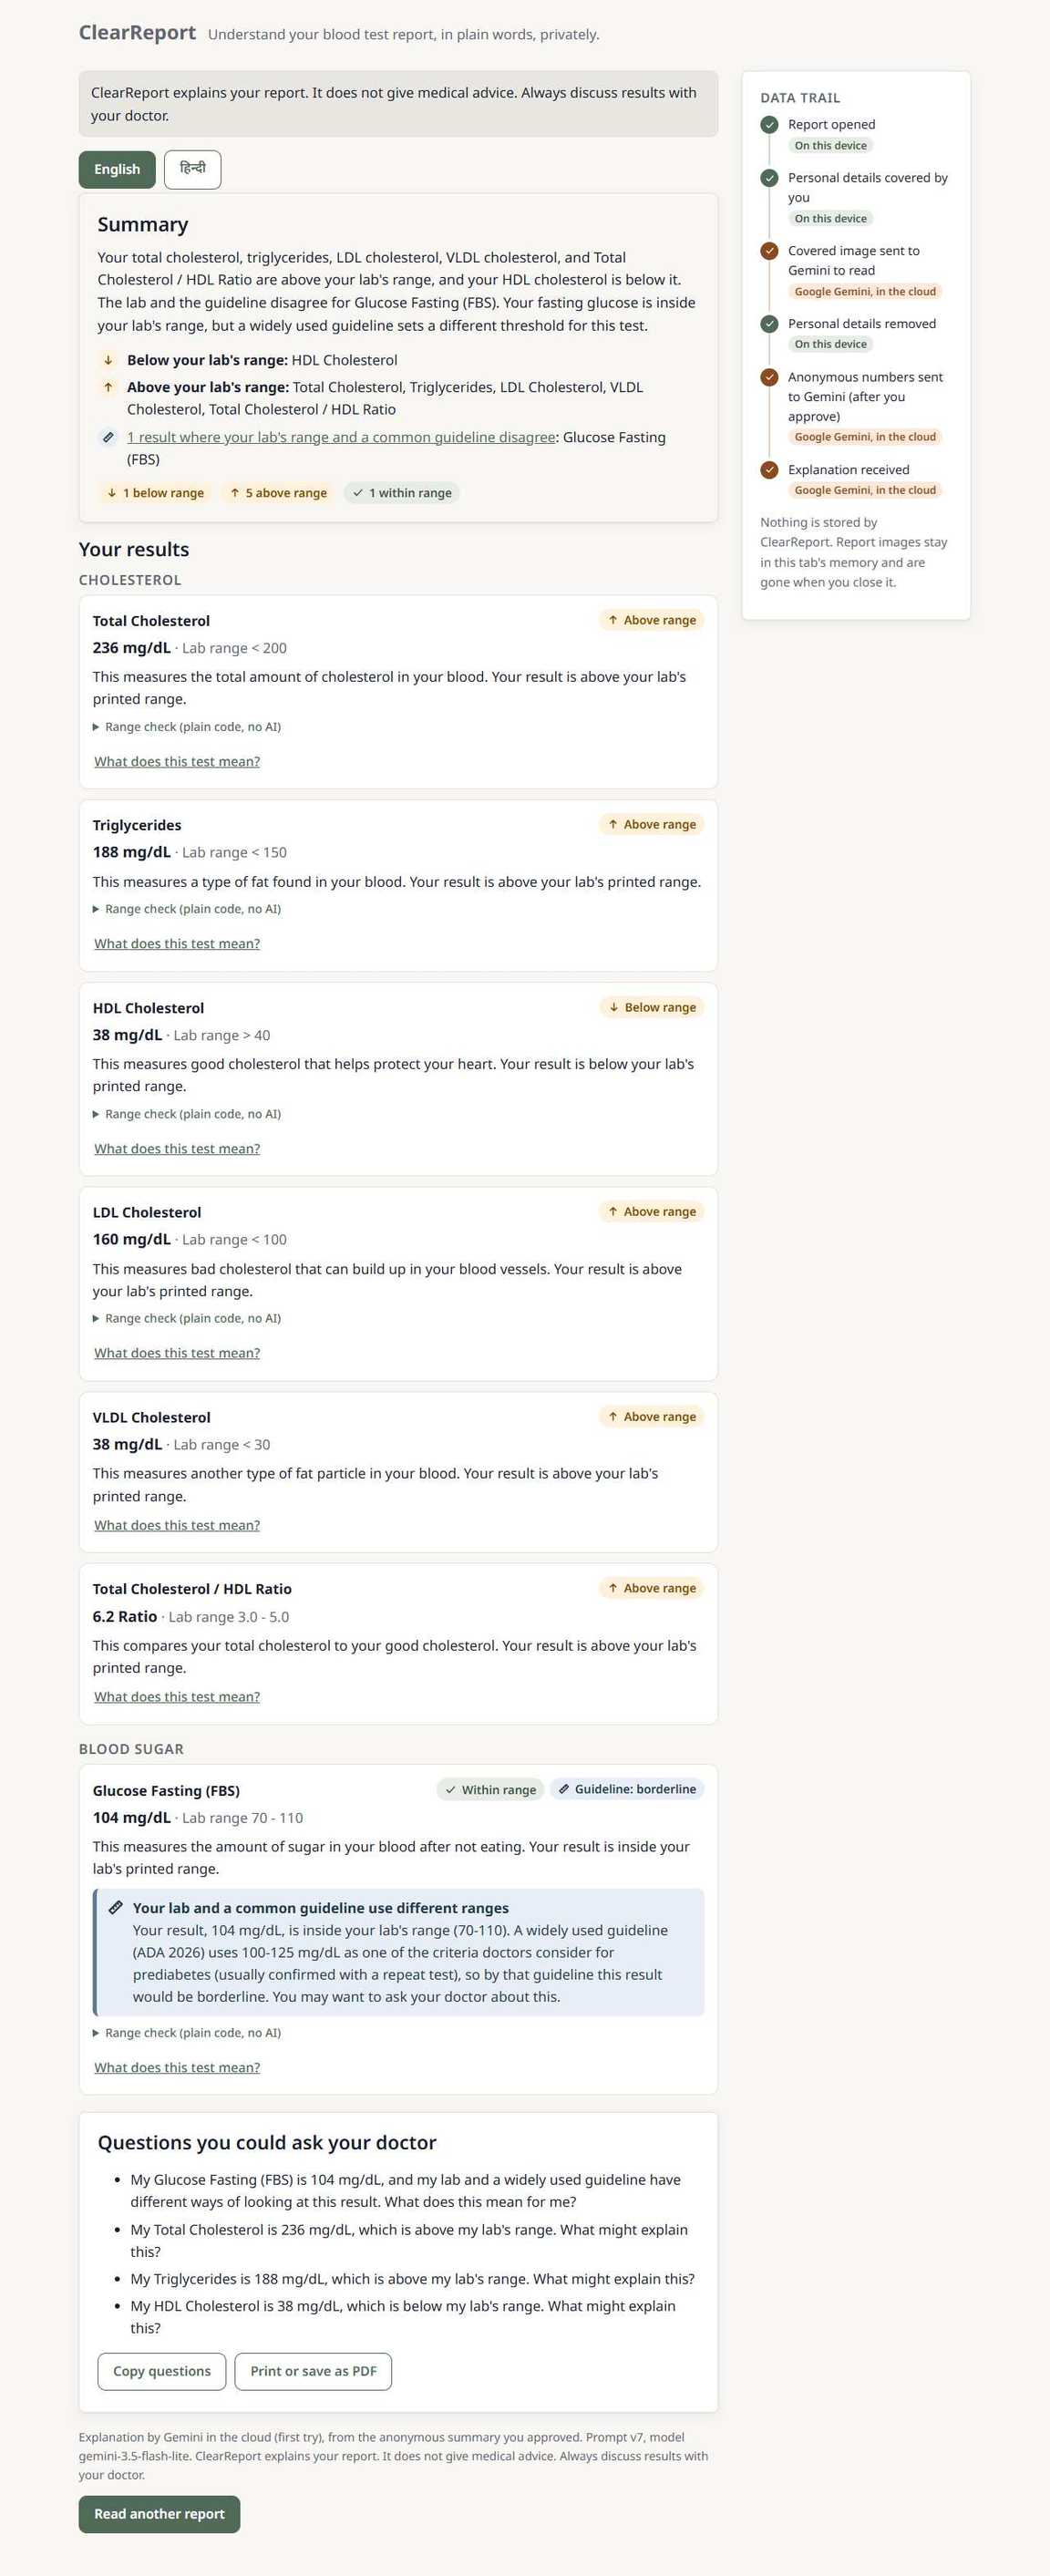 ClearReport Understand your blood test report, in plain words, privately.
ClearReport explains your report. It does not give medical advice. Always discuss results with
your doctor.
English
हिन्दी
Summary
Your total cholesterol, triglycerides, LDL cholesterol, VLDL cholesterol, and Total
Cholesterol / HDL Ratio are above your lab's range, and your HDL cholesterol is below it.
The lab and the guideline disagree for Glucose Fasting (FBS). Your fasting glucose is inside
your lab's range, but a widely used guideline sets a different threshold for this test.
↓ Below your lab's range: HDL Cholesterol
↑ Above your lab's range: Total Cholesterol, Triglycerides, LDL Cholesterol, VLDL
Cholesterol, Total Cholesterol / HDL Ratio
1 result where your lab's range and a common guideline disagree: Glucose Fasting
(FBS)
↓ 1 below range ↑ 5 above range ✓ 1 within range
Your results
CHOLESTEROL
Total Cholesterol ↑ Above range
236 mg/dL · Lab range < 200
This measures the total amount of cholesterol in your blood. Your result is above your lab's
printed range.
▶ Range check (plain code, no AI)
What does this test mean?
Triglycerides ↑ Above range
188 mg/dL · Lab range < 150
This measures a type of fat found in your blood. Your result is above your lab's printed range.
▶ Range check (plain code, no AI)
What does this test mean?
HDL Cholesterol ↓ Below range
38 mg/dL · Lab range > 40
This measures good cholesterol that helps protect your heart. Your result is below your lab's
printed range.
▶ Range check (plain code, no AI)
What does this test mean?
LDL Cholesterol ↑ Above range
160 mg/dL · Lab range < 100
This measures bad cholesterol that can build up in your blood vessels. Your result is above
your lab's printed range.
▶ Range check (plain code, no AI)
What does this test mean?
VLDL Cholesterol ↑ Above range
38 mg/dL · Lab range < 30
This measures another type of fat particle in your blood. Your result is above your lab's
printed range.
What does this test mean?
Total Cholesterol / HDL Ratio ↑ Above range
6.2 Ratio · Lab range 3.0 - 5.0
This compares your total cholesterol to your good cholesterol. Your result is above your lab's
printed range.
What does this test mean?
BLOOD SUGAR
Glucose Fasting (FBS) ✓ Within range Guideline: borderline
104 mg/dL · Lab range 70 - 110
This measures the amount of sugar in your blood after not eating. Your result is inside your
lab's printed range.
Your lab and a common guideline use different ranges
Your result, 104 mg/dL, is inside your lab's range (70-110). A widely used guideline
(ADA 2026) uses 100-125 mg/dL as one of the criteria doctors consider for
prediabetes (usually confirmed with a repeat test), so by that guideline this result
would be borderline. You may want to ask your doctor about this.
▶ Range check (plain code, no AI)
What does this test mean?
Questions you could ask your doctor
• My Glucose Fasting (FBS) is 104 mg/dL, and my lab and a widely used guideline have
different ways of looking at this result. What does this mean for me?
• My Total Cholesterol is 236 mg/dL, which is above my lab's range. What might explain
this?
• My Triglycerides is 188 mg/dL, which is above my lab's range. What might explain this?
• My HDL Cholesterol is 38 mg/dL, which is below my lab's range. What might explain
this?
Copy questions
Print or save as PDF
Explanation by Gemini in the cloud (first try), from the anonymous summary you approved. Prompt v7, model
gemini-3.5-flash-lite. ClearReport explains your report. It does not give medical advice. Always discuss results with
your doctor.
Read another report
DATA TRAIL
Report opened
On this device
Personal details covered by
you
On this device
Covered image sent to
Gemini to read
Google Gemini, in the cloud
Personal details removed
On this device
Anonymous numbers sent
to Gemini (after you
approve)
Google Gemini, in the cloud
Explanation received
Google Gemini, in the cloud
Nothing is stored by
ClearReport. Report images stay
in this tab's memory and are
gone when you close it.